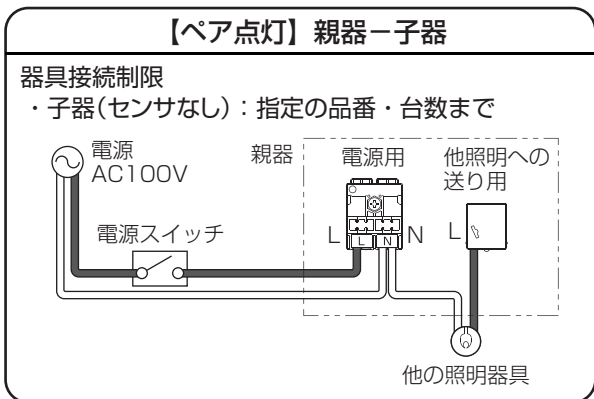 【ペア点灯】親器－子器
器具接続制限
・子器(センサなし)：指定の品番・台数まで
電源
AC100V
親器
電源用
他照明への
送り用
電源スイッチ
L
L
N
N
L
他の照明器具